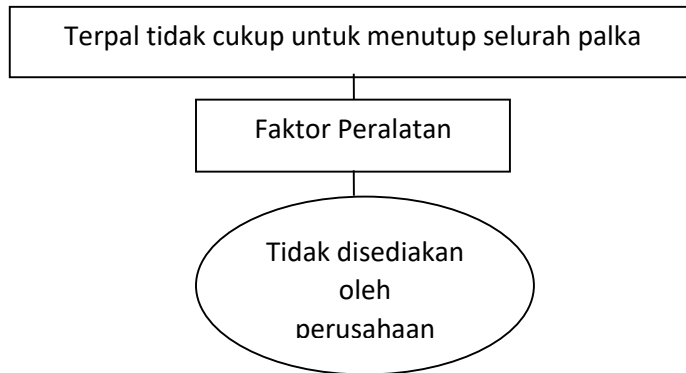 Terpal tidak cukup untuk menutup selurah palka
Faktor Peralatan
Tidak disediakan
oleh
perusahaan